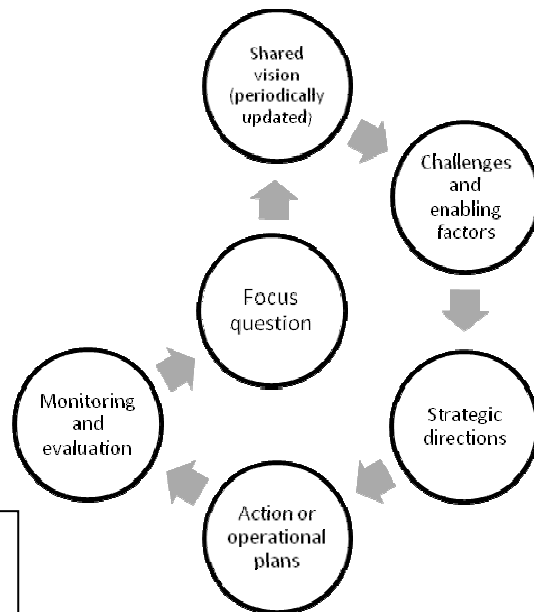 Shared
vision
(periodically
updated)
Challenges
and
enabling
factors
Focus
question
Strategic
directions
Action or
operational
plans
Monitoring
and
evaluation